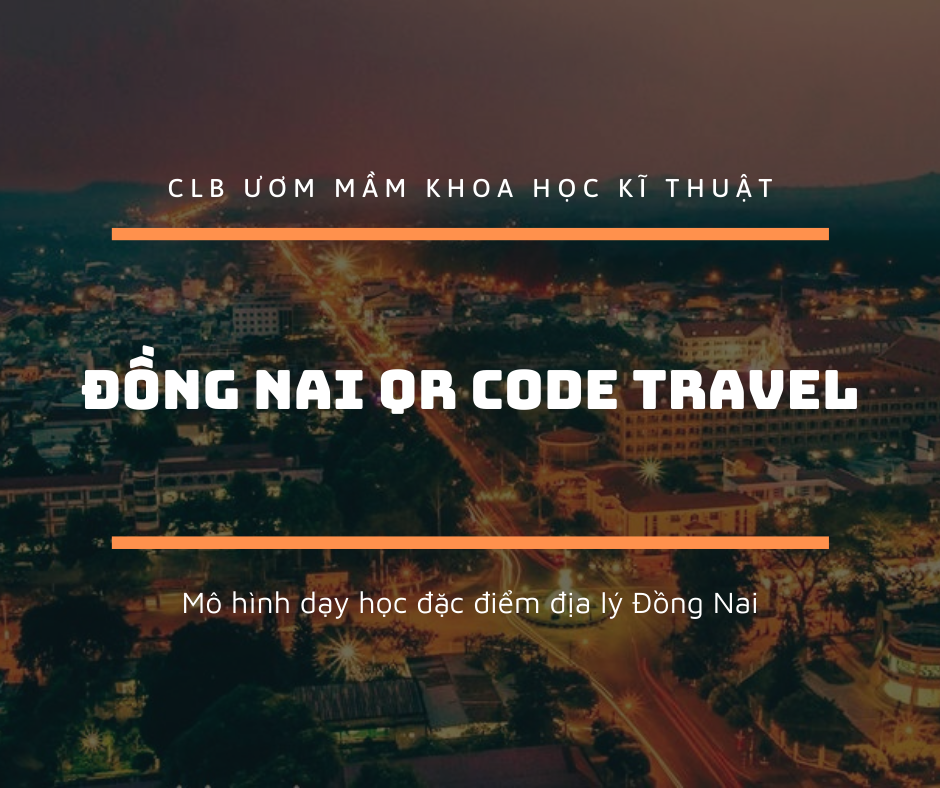 CLB ƯƠM MẦM KHOA HỌC KĨ THUẬT
ĐỒNG NAI QR CODE TRAVEL
Mô hình dạy học đặc điểm địa lý Đồng Nai